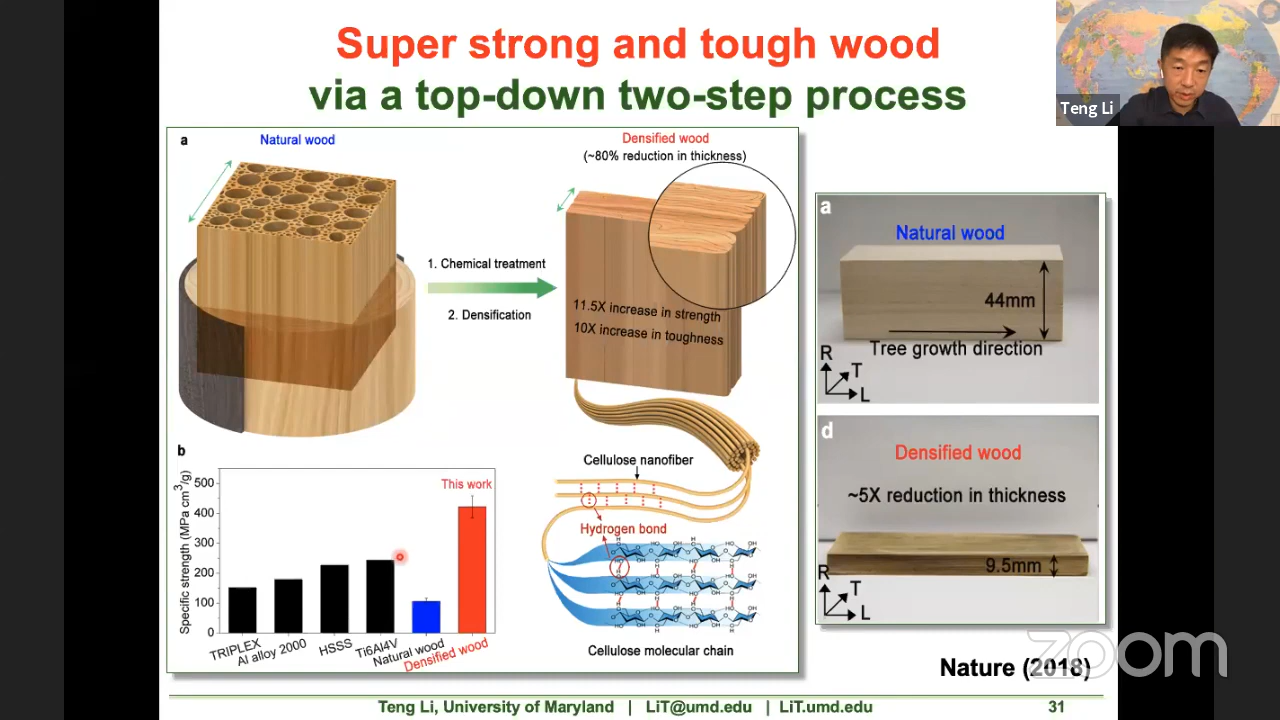 Super strong and tough wood
via a top-down two-step process
Teng Li
a
Natural wood
Densified wood
(~80% reduction in thickness)
1. Chemical treatment
2. Densification
11.5X increase in strength
10X increase in toughness
Cellulose nanofiber
Hydrogen bond
Cellulose molecular chain
b
Specific strength (MPa cm3/g)
500
400
300
200
100
0
This work
TRIPLEX
Al alloy 2000
HSSS
Ti6Al4V
Natural wood
Densified wood
a
Natural wood
44mm
Tree growth direction
R
T
L
d
Densified wood
~5X reduction in thickness
9.5mm
R
T
L
Nature (2018)
zoom
Teng Li, University of Maryland | LiT@umd.edu | LiT.umd.edu
31